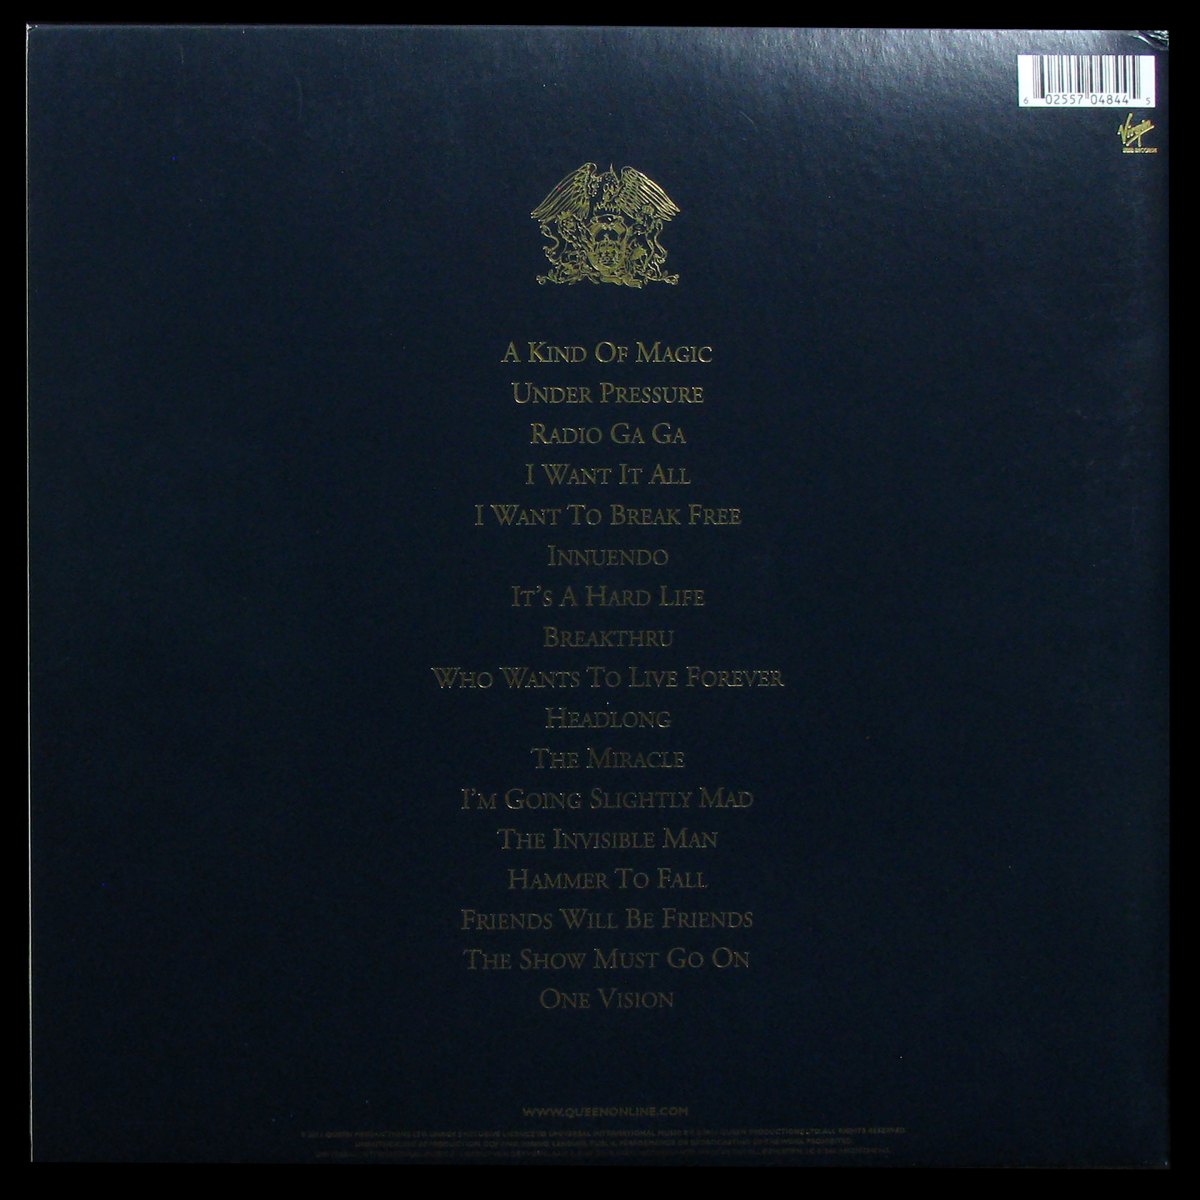 6 02557 04844 5
Virgin
A Kind Of Magic
Under Pressure
Radio Ga Ga
I Want It All
I Want To Break Free
Innuendo
It's A Hard Life
Breakthru
Who Wants To Live Forever
Headlong
The Miracle
I'm Going Slightly Mad
The Invisible Man
Hammer To Fall
Friends Will Be Friends
The Show Must Go On
One Vision
WWW.QUEENONLINE.COM